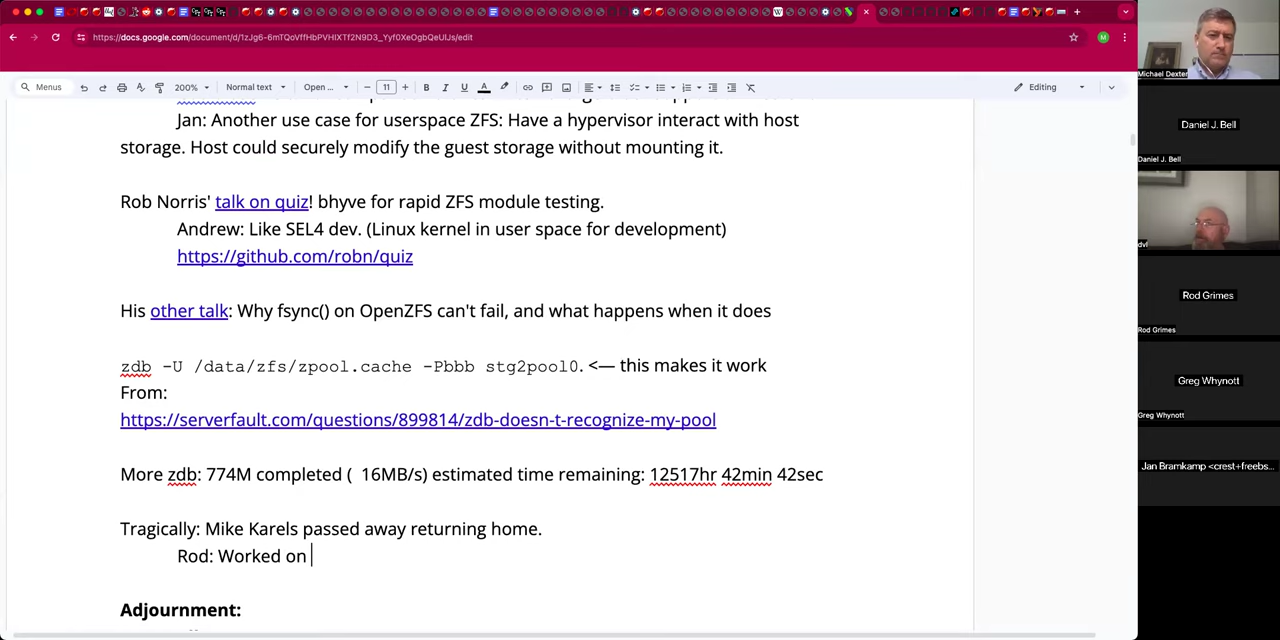 https://docs.google.com/document/d/1zJg6-6mTQoVffHbPVHIXTf2N9D3_Yyf0XeOgbQeUIJs/edit
Menus
200%
Normal text
Open ...
11
Editing
Jan: Another use case for userspace ZFS: Have a hypervisor interact with host
storage. Host could securely modify the guest storage without mounting it.
Rob Norris' talk on quiz! bhyve for rapid ZFS module testing.
Andrew: Like SEL4 dev. (Linux kernel in user space for development)
https://github.com/robn/quiz
His other talk: Why fsync() on OpenZFS can't fail, and what happens when it does
zdb -U /data/zfs/zpool.cache -Pbbb stg2pool0. <— this makes it work
From:
https://serverfault.com/questions/899814/zdb-doesn-t-recognize-my-pool
More zdb: 774M completed (  16MB/s) estimated time remaining: 12517hr 42min 42sec
Tragically: Mike Karels passed away returning home.
Rod: Worked on
Adjournment:
Michael Dexter
Daniel J. Bell
Daniel J. Bell
dvl
Rod Grimes
Rod Grimes
Greg Whynott
Greg Whynott
Jan Bramkamp <crest+freebs...